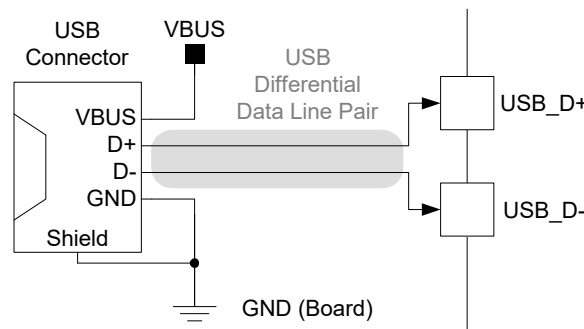 USB
Connector
VBUS
USB
Differential
Data Line Pair
VBUS
D+
D-
GND
Shield
USB_D+
USB_D-
GND (Board)